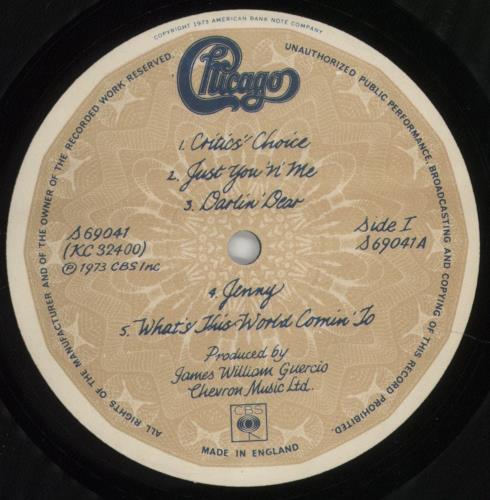 COPYRIGHT 1973 AMERICAN BANK NOTE COMPANY
ALL RIGHTS OF THE MANUFACTURER AND OF THE OWNER OF THE RECORDED WORK RESERVED.
UNAUTHORIZED PUBLIC PERFORMANCE, BROADCASTING AND COPYING OF THIS RECORD PROHIBITED.
Chicago
1. Critics' Choice
2. Just You 'n' Me
3. Darlin' Dear
S 69041
(KC 32400)
Ⓟ 1973 CBS Inc
Side I
S 69041A
4. Jenny
5. What's This World Comin' To
Produced by
James William Guercio
Chevron Music Ltd.
CBS
MADE IN ENGLAND